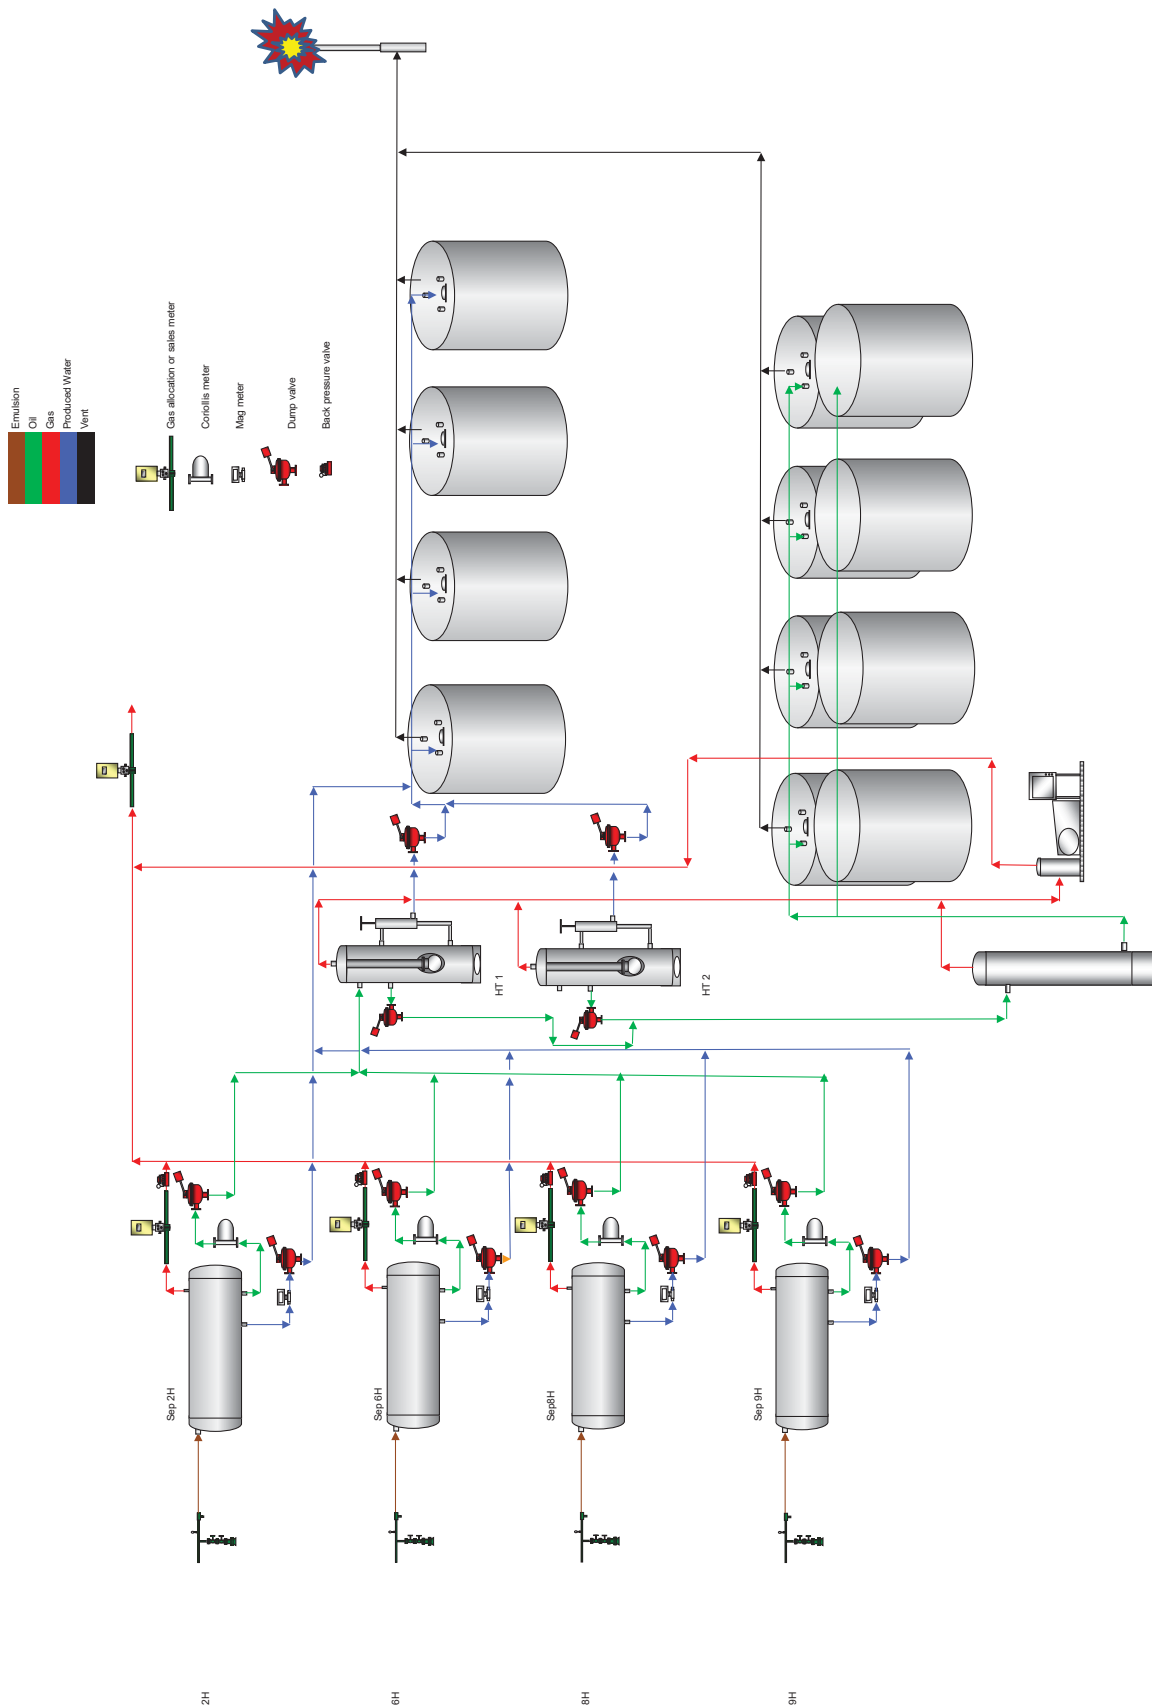 Emulsion
Oil
Gas
Produced Water
Vent
Gas allocation or sales meter
Coriollis meter
Mag meter
Dump valve
Back pressure valve
HT 1
HT 2
Sep 2H
Sep 6H
Sep8H
Sep 9H
2H
6H
8H
9H